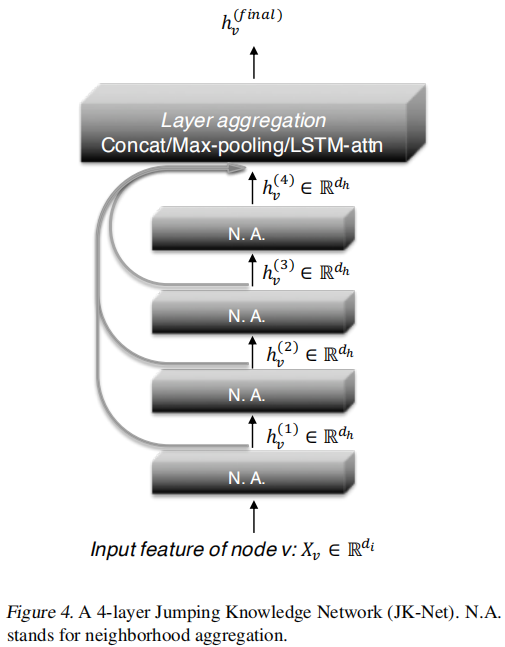 h_v^{(final)}
Layer aggregation
Concat/Max-pooling/LSTM-attn
h_v^{(4)} ∈ ℝ^{d_h}
N. A.
h_v^{(3)} ∈ ℝ^{d_h}
N. A.
h_v^{(2)} ∈ ℝ^{d_h}
N. A.
h_v^{(1)} ∈ ℝ^{d_h}
N. A.
Input feature of node v: X_v ∈ ℝ^{d_i}
Figure 4. A 4-layer Jumping Knowledge Network (JK-Net). N.A.
stands for neighborhood aggregation.